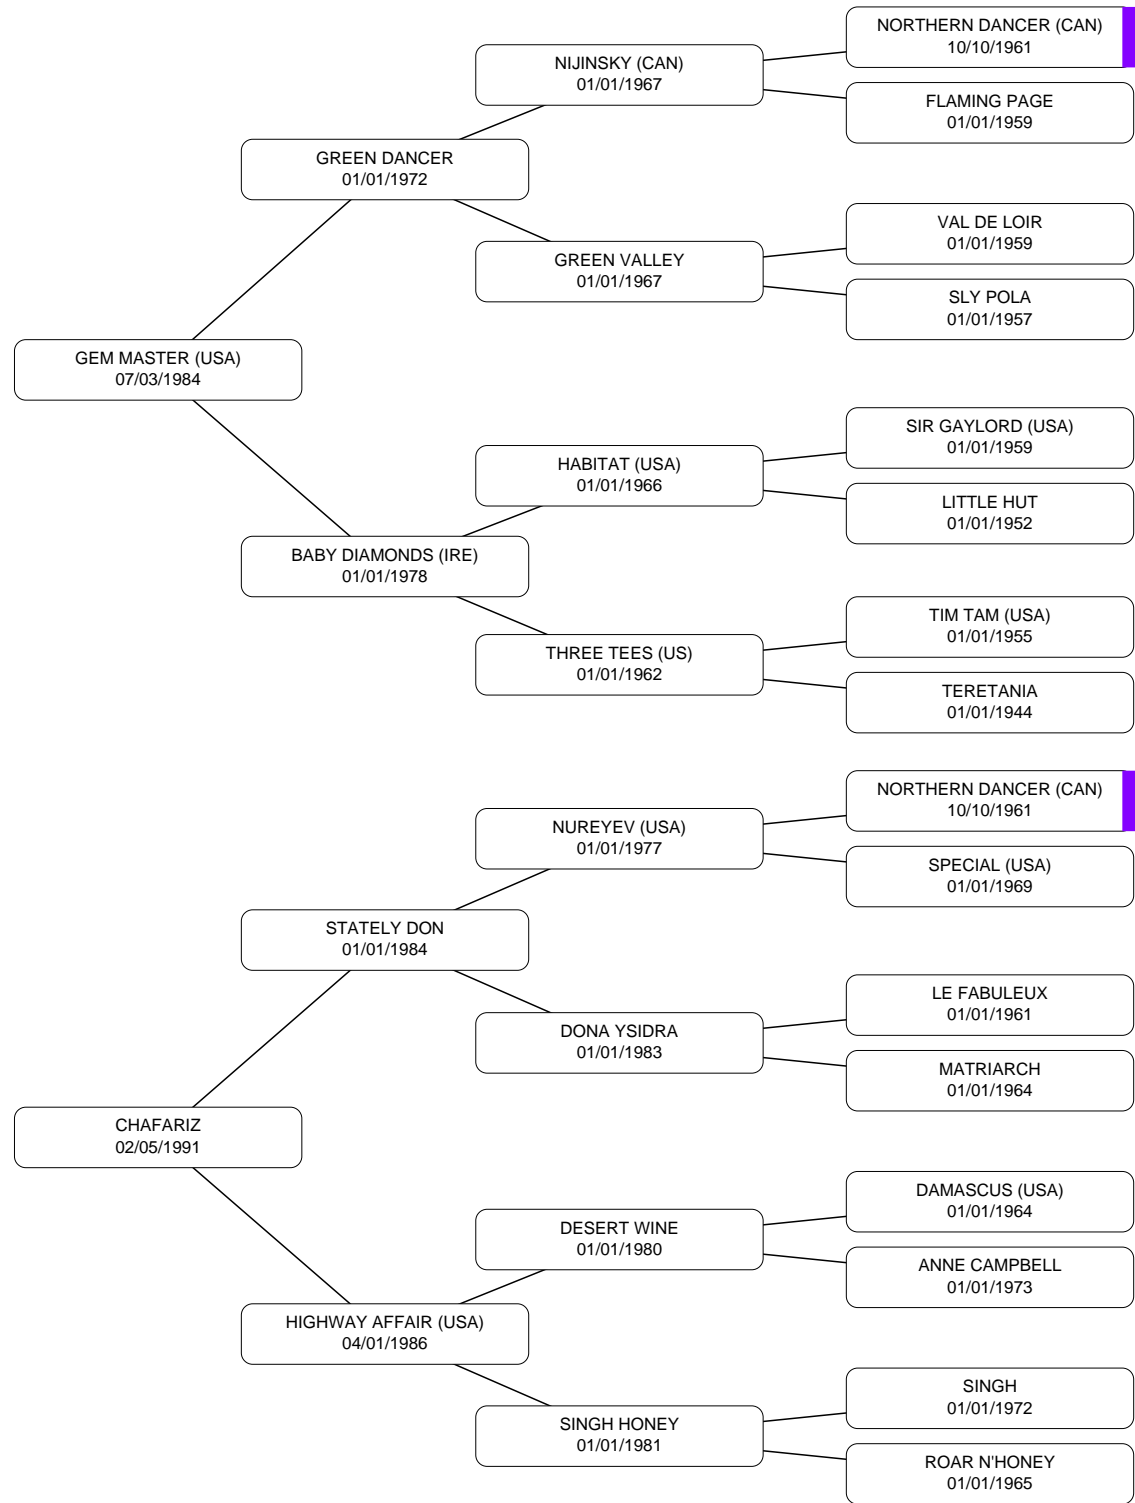 NORTHERN DANCER (CAN)
10/10/1961
NIJINSKY (CAN)
01/01/1967
FLAMING PAGE
01/01/1959
GREEN DANCER
01/01/1972
VAL DE LOIR
01/01/1959
GREEN VALLEY
01/01/1967
SLY POLA
01/01/1957
GEM MASTER (USA)
07/03/1984
SIR GAYLORD (USA)
01/01/1959
HABITAT (USA)
01/01/1966
LITTLE HUT
01/01/1952
BABY DIAMONDS (IRE)
01/01/1978
TIM TAM (USA)
01/01/1955
THREE TEES (US)
01/01/1962
TERETANIA
01/01/1944
NORTHERN DANCER (CAN)
10/10/1961
NUREYEV (USA)
01/01/1977
SPECIAL (USA)
01/01/1969
STATELY DON
01/01/1984
LE FABULEUX
01/01/1961
DONA YSIDRA
01/01/1983
MATRIARCH
01/01/1964
CHAFARIZ
02/05/1991
DAMASCUS (USA)
01/01/1964
DESERT WINE
01/01/1980
ANNE CAMPBELL
01/01/1973
HIGHWAY AFFAIR (USA)
04/01/1986
SINGH
01/01/1972
SINGH HONEY
01/01/1981
ROAR N'HONEY
01/01/1965